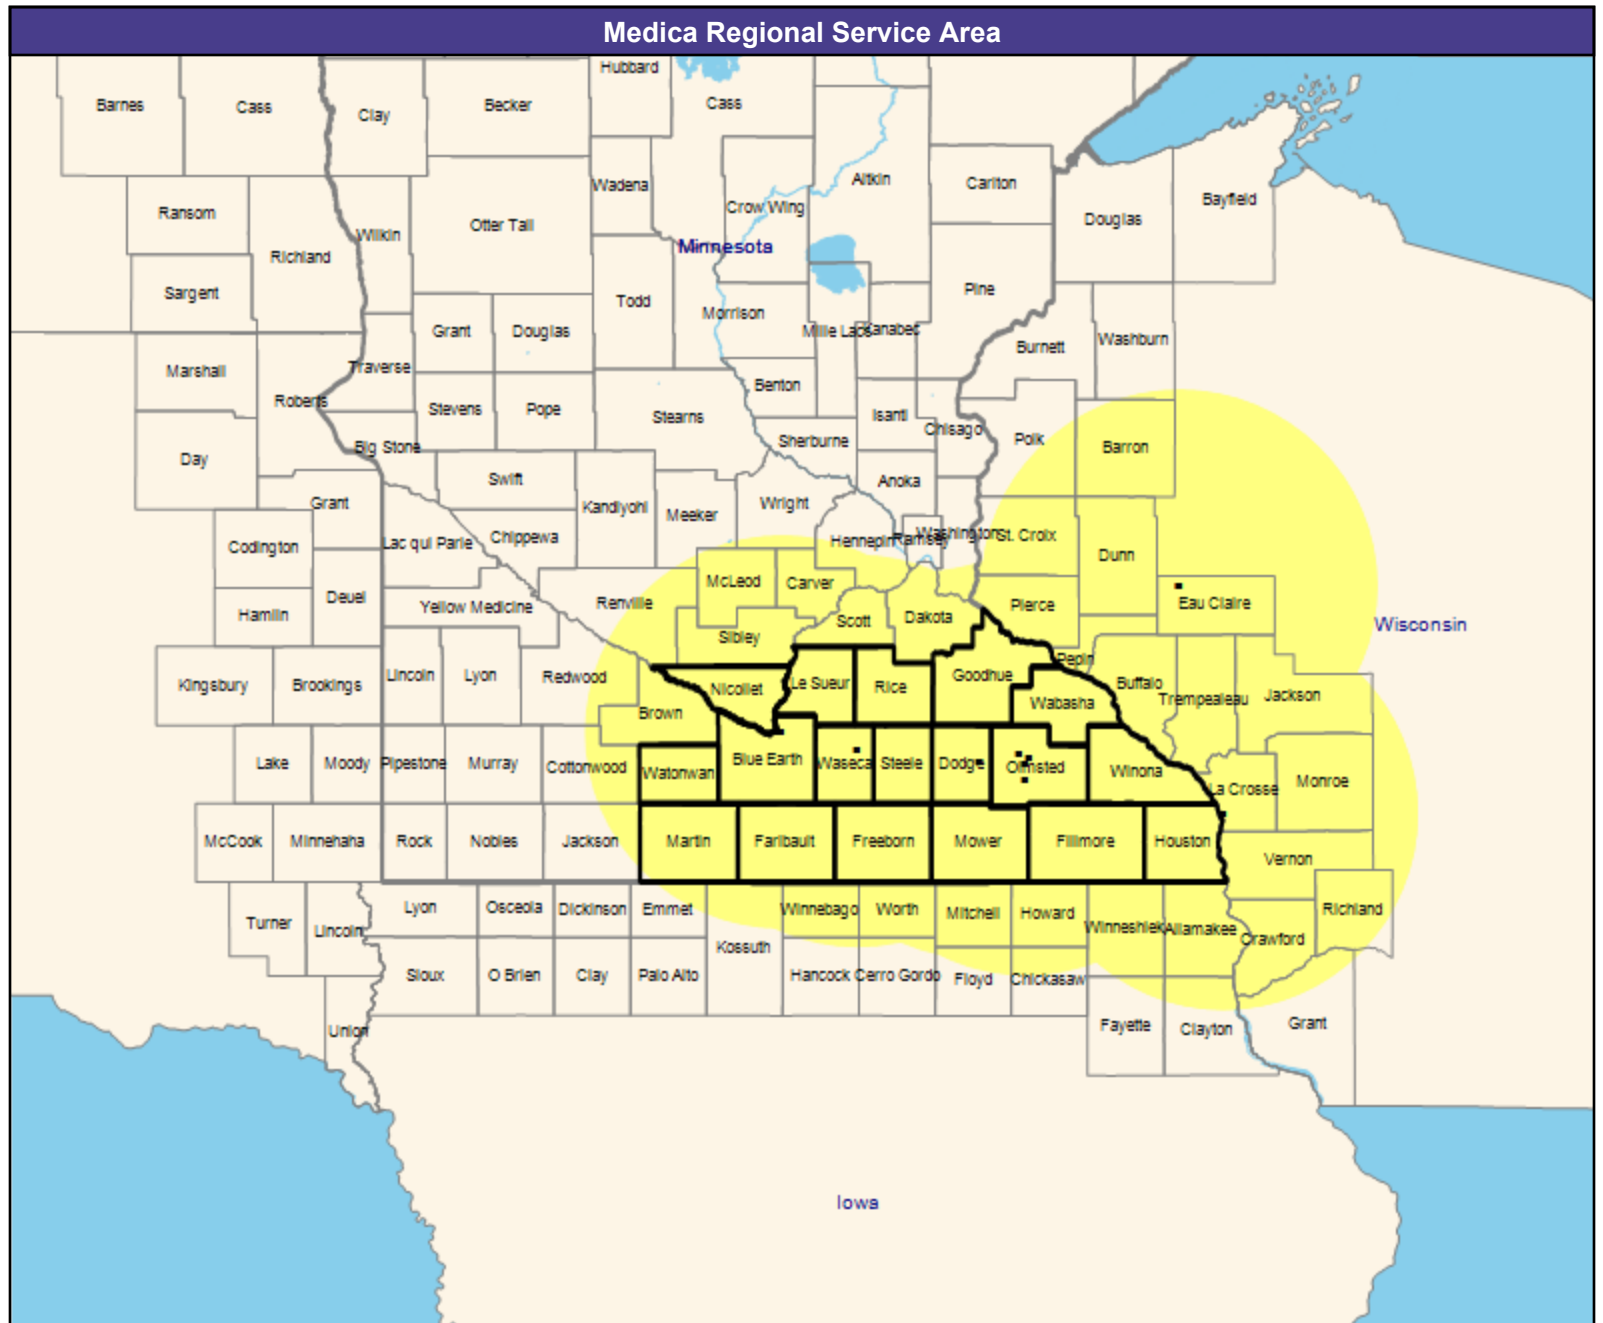 Medica Regional Service Area
Hubbard
Barnes
Cass
Clay
Becker
Cass
Wadena
Aitkin
Carlton
Bayfield
Ransom
Crow Wing
Douglas
Otter Tail
Wilkin
Minnesota
Richland
Sargent
Todd
Pine
Morrison
Grant
Douglas
Mille Lacs
Kanabec
Burnett
Washburn
Marshall
Traverse
Benton
Roberts
Stevens
Pope
Stearns
Isanti
Chisago
Polk
Barron
Sherburne
Big Stone
Day
Swift
Anoka
Grant
Kandiyohi
Meeker
Wright
Codington
Lac qui Parle
Chippewa
Hennepin
Ramsey
Washington
St. Croix
Dunn
McLeod
Carver
Deuel
Yellow Medicine
Renville
Pierce
Eau Claire
Hamlin
Scott
Dakota
Sibley
Wisconsin
Pepin
Kingsbury
Brookings
Lincoln
Lyon
Redwood
Nicollet
Le Sueur
Rice
Goodhue
Buffalo
Trempealeau
Jackson
Wabasha
Brown
Lake
Moody
Pipestone
Murray
Cottonwood
Watonwan
Blue Earth
Waseca
Steele
Dodge
Olmsted
Winona
La Crosse
Monroe
McCook
Minnehaha
Rock
Nobles
Jackson
Martin
Faribault
Freeborn
Mower
Fillmore
Houston
Vernon
Turner
Lincoln
Lyon
Osceola
Dickinson
Emmet
Winnebago
Worth
Mitchell
Howard
Winneshiek
Allamakee
Crawford
Richland
Kossuth
Sioux
O Brien
Clay
Palo Alto
Hancock
Cerro Gordo
Floyd
Chickasaw
Union
Fayette
Clayton
Grant
Iowa